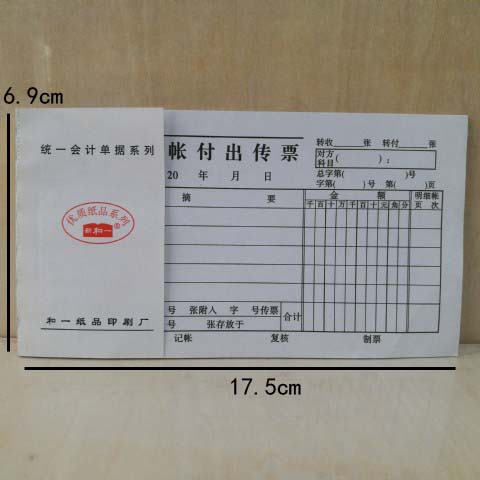 6.9cm
统一会计单据系列
优质纸品系列
新和一®
和一纸品印刷厂
帐付出传票
20 年 月 日
转收 张 转付 张
对方
科目( ):
总字第( )号
字第( )号 第( )页
摘 要
金 额
明细帐
页 次
千百十万千百十元角分
号 张附入 字 号传票
合计
号 张存放于
记帐 复核 制票
17.5cm